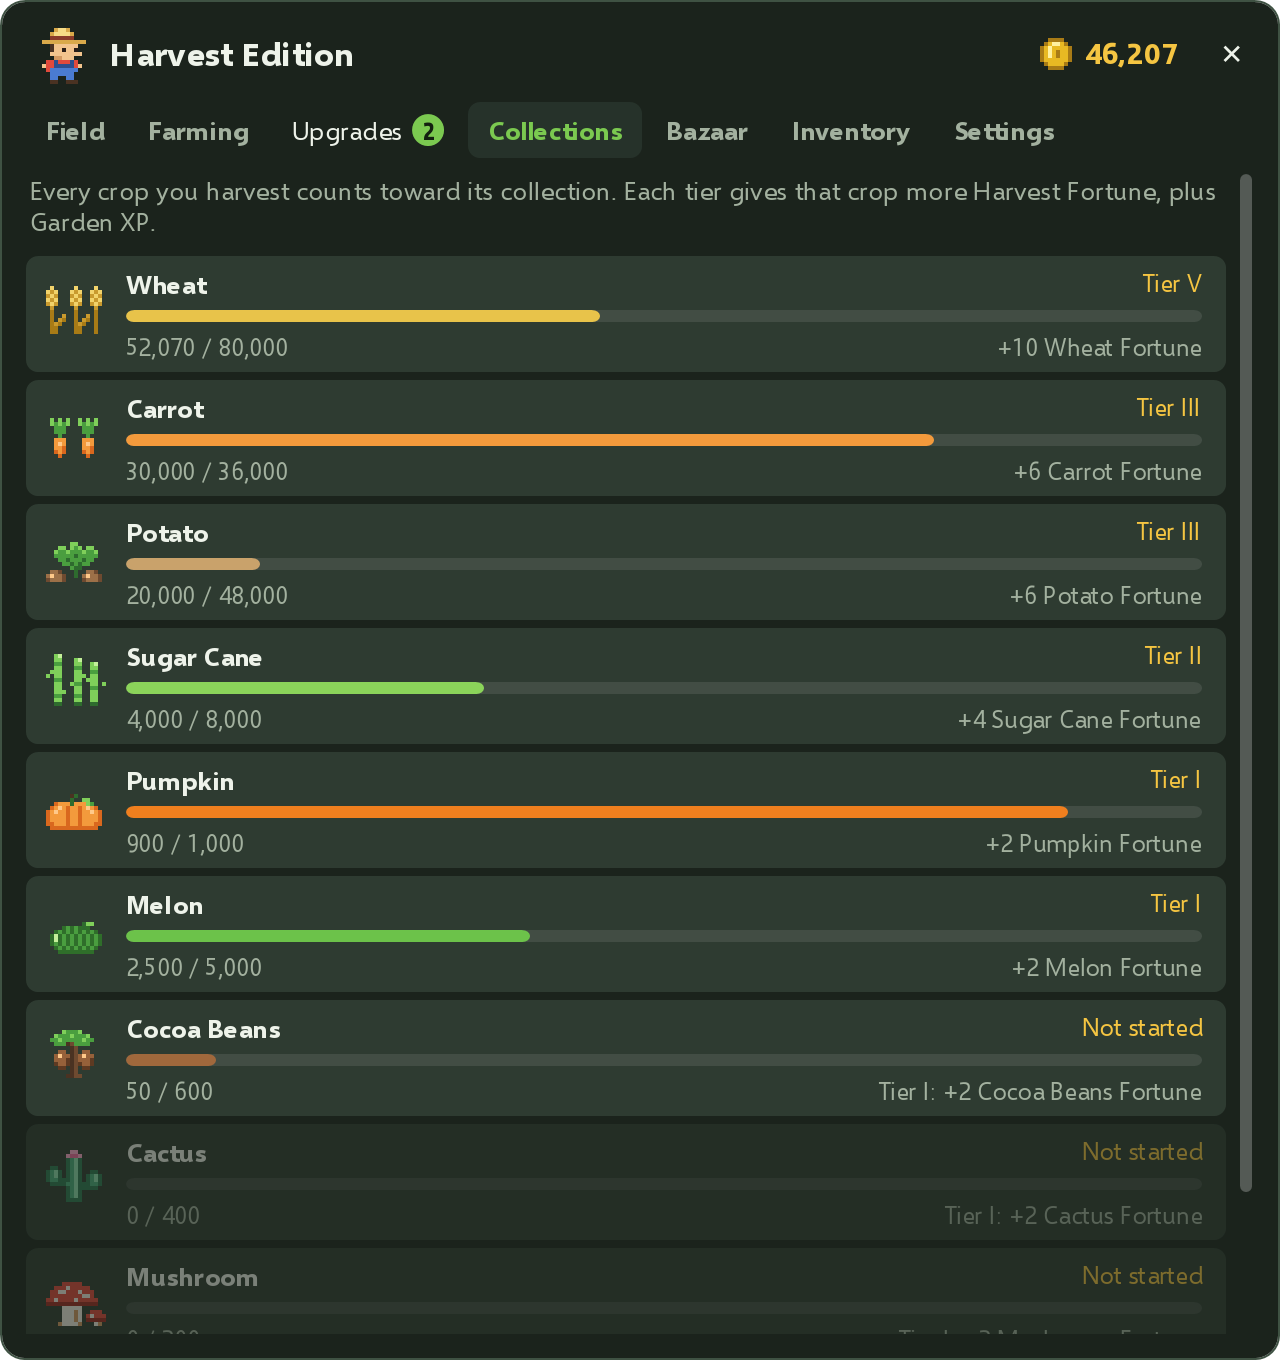 Harvest Edition
46,207
Field Farming Upgrades 2 Collections Bazaar Inventory Settings
Every crop you harvest counts toward its collection. Each tier gives that crop more Harvest Fortune, plus
Garden XP.
Wheat Tier V
52,070 / 80,000 +10 Wheat Fortune
Carrot Tier III
30,000 / 36,000 +6 Carrot Fortune
Potato Tier III
20,000 / 48,000 +6 Potato Fortune
Sugar Cane Tier II
4,000 / 8,000 +4 Sugar Cane Fortune
Pumpkin Tier I
900 / 1,000 +2 Pumpkin Fortune
Melon Tier I
2,500 / 5,000 +2 Melon Fortune
Cocoa Beans Not started
50 / 600 Tier I: +2 Cocoa Beans Fortune
Cactus Not started
0 / 400 Tier I: +2 Cactus Fortune
Mushroom Not started